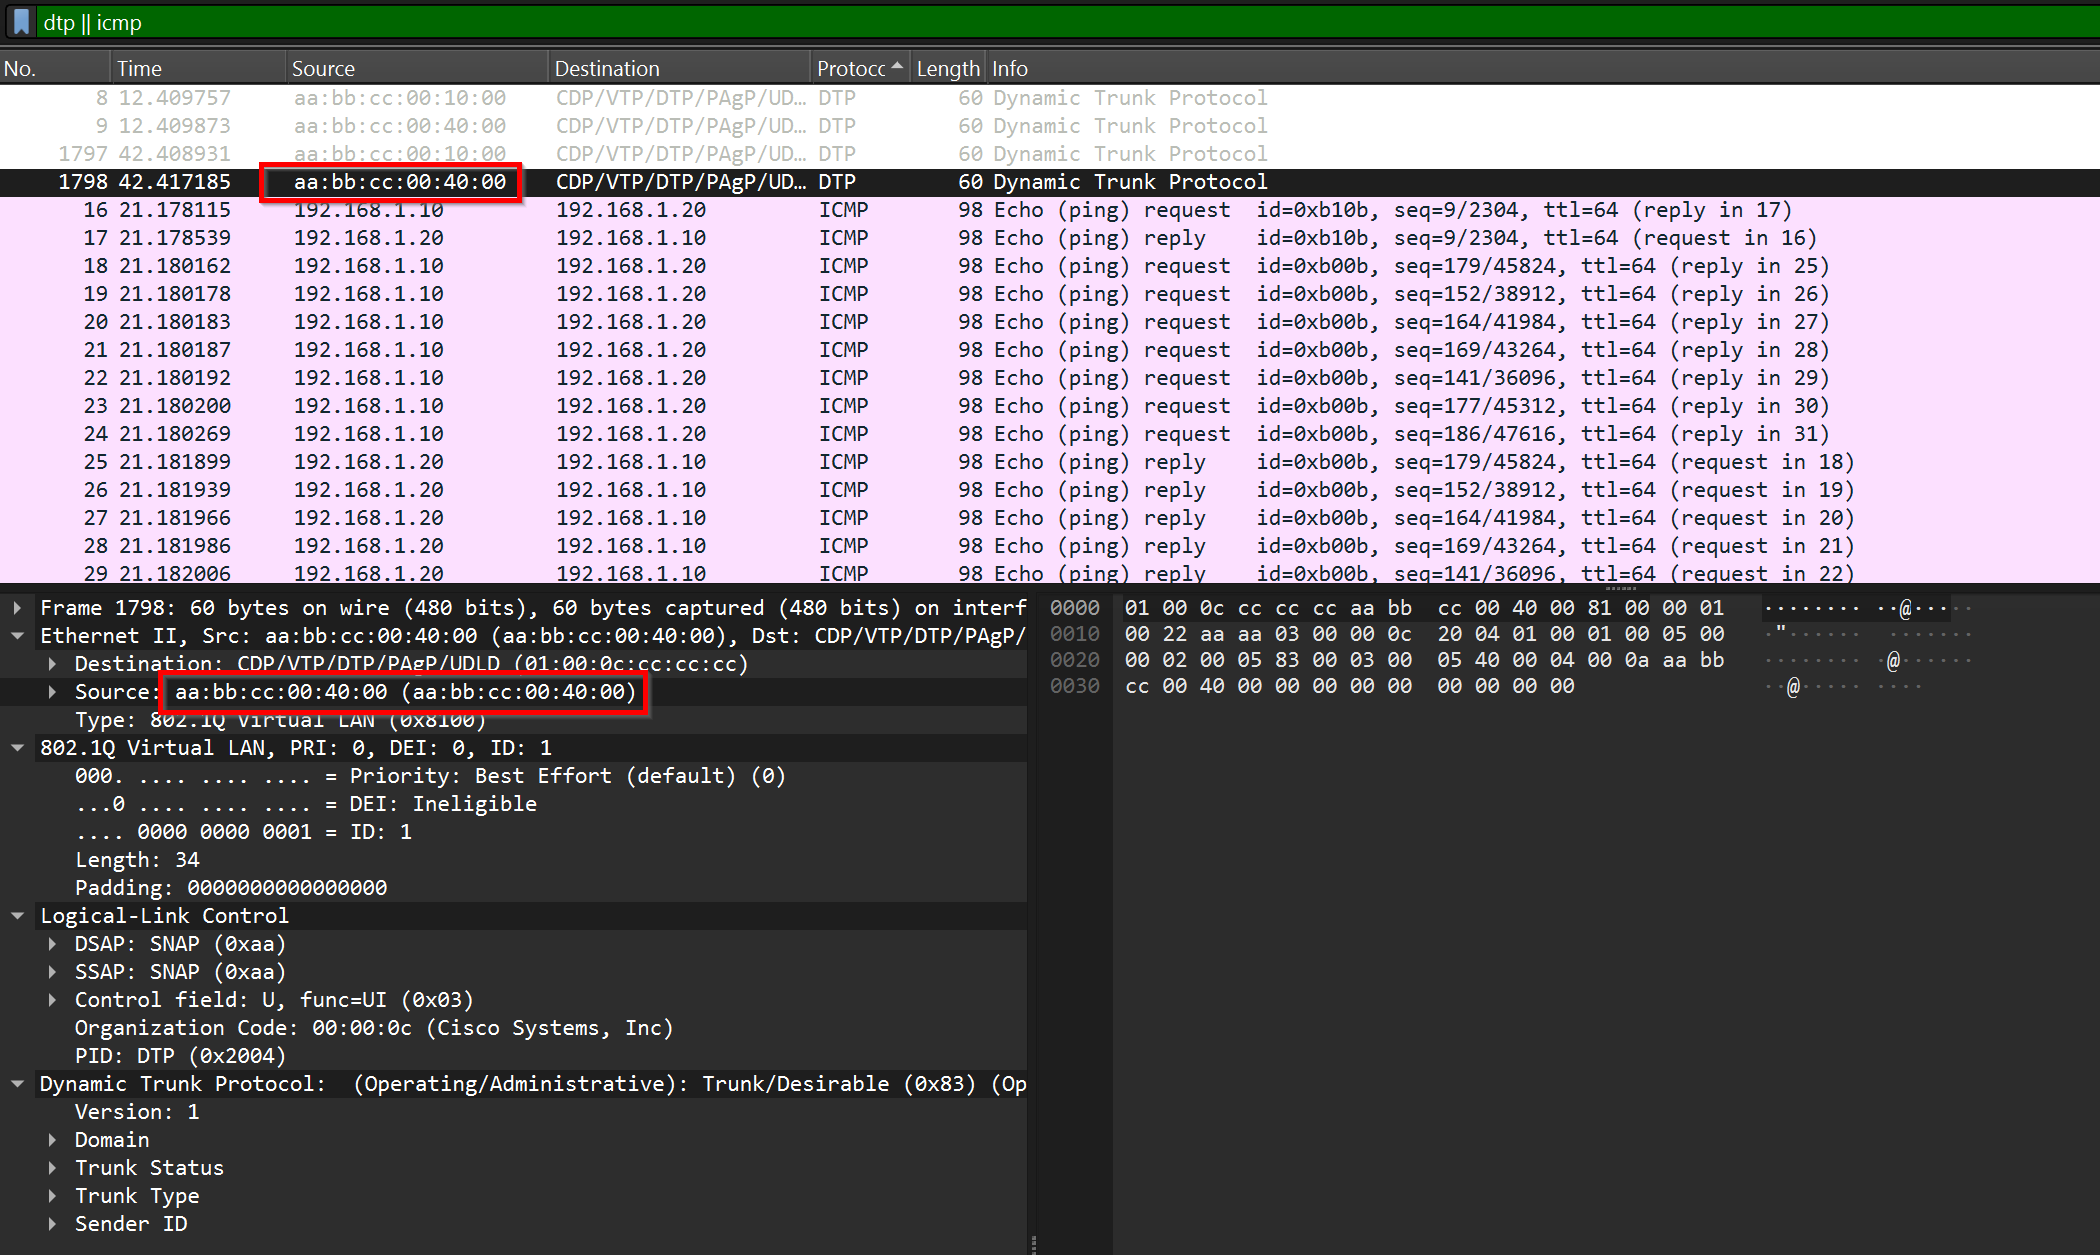 dtp || icmp
No. Time Source Destination Protocc Length Info
8 12.409757 aa:bb:cc:00:10:00 CDP/VTP/DTP/PAgP/UD… DTP 60 Dynamic Trunk Protocol
9 12.409873 aa:bb:cc:00:40:00 CDP/VTP/DTP/PAgP/UD… DTP 60 Dynamic Trunk Protocol
1797 42.408931 aa:bb:cc:00:10:00 CDP/VTP/DTP/PAgP/UD… DTP 60 Dynamic Trunk Protocol
1798 42.417185 aa:bb:cc:00:40:00 CDP/VTP/DTP/PAgP/UD… DTP 60 Dynamic Trunk Protocol
16 21.178115 192.168.1.10 192.168.1.20 ICMP 98 Echo (ping) request id=0xb10b, seq=9/2304, ttl=64 (reply in 17)
17 21.178539 192.168.1.20 192.168.1.10 ICMP 98 Echo (ping) reply id=0xb10b, seq=9/2304, ttl=64 (request in 16)
18 21.180162 192.168.1.10 192.168.1.20 ICMP 98 Echo (ping) request id=0xb00b, seq=179/45824, ttl=64 (reply in 25)
19 21.180178 192.168.1.10 192.168.1.20 ICMP 98 Echo (ping) request id=0xb00b, seq=152/38912, ttl=64 (reply in 26)
20 21.180183 192.168.1.10 192.168.1.20 ICMP 98 Echo (ping) request id=0xb00b, seq=164/41984, ttl=64 (reply in 27)
21 21.180187 192.168.1.10 192.168.1.20 ICMP 98 Echo (ping) request id=0xb00b, seq=169/43264, ttl=64 (reply in 28)
22 21.180192 192.168.1.10 192.168.1.20 ICMP 98 Echo (ping) request id=0xb00b, seq=141/36096, ttl=64 (reply in 29)
23 21.180200 192.168.1.10 192.168.1.20 ICMP 98 Echo (ping) request id=0xb00b, seq=177/45312, ttl=64 (reply in 30)
24 21.180269 192.168.1.10 192.168.1.20 ICMP 98 Echo (ping) request id=0xb00b, seq=186/47616, ttl=64 (reply in 31)
25 21.181899 192.168.1.20 192.168.1.10 ICMP 98 Echo (ping) reply id=0xb00b, seq=179/45824, ttl=64 (request in 18)
26 21.181939 192.168.1.20 192.168.1.10 ICMP 98 Echo (ping) reply id=0xb00b, seq=152/38912, ttl=64 (request in 19)
27 21.181966 192.168.1.20 192.168.1.10 ICMP 98 Echo (ping) reply id=0xb00b, seq=164/41984, ttl=64 (request in 20)
28 21.181986 192.168.1.20 192.168.1.10 ICMP 98 Echo (ping) reply id=0xb00b, seq=169/43264, ttl=64 (request in 21)
29 21.182006 192.168.1.20 192.168.1.10 ICMP 98 Echo (ping) reply id=0xb00b, seq=141/36096, ttl=64 (request in 22)
Frame 1798: 60 bytes on wire (480 bits), 60 bytes captured (480 bits) on interf
Ethernet II, Src: aa:bb:cc:00:40:00 (aa:bb:cc:00:40:00), Dst: CDP/VTP/DTP/PAgP/
Destination: CDP/VTP/DTP/PAgP/UDLD (01:00:0c:cc:cc:cc)
Source: aa:bb:cc:00:40:00 (aa:bb:cc:00:40:00)
Type: 802.1Q Virtual LAN (0x8100)
802.1Q Virtual LAN, PRI: 0, DEI: 0, ID: 1
000. .... .... .... = Priority: Best Effort (default) (0)
...0 .... .... .... = DEI: Ineligible
.... 0000 0000 0001 = ID: 1
Length: 34
Padding: 0000000000000000
Logical-Link Control
DSAP: SNAP (0xaa)
SSAP: SNAP (0xaa)
Control field: U, func=UI (0x03)
Organization Code: 00:00:0c (Cisco Systems, Inc)
PID: DTP (0x2004)
Dynamic Trunk Protocol: (Operating/Administrative): Trunk/Desirable (0x83) (Op
Version: 1
Domain
Trunk Status
Trunk Type
Sender ID
0000 01 00 0c cc cc cc aa bb cc 00 40 00 81 00 00 01 ········ ··@·····
0010 00 22 aa aa 03 00 00 0c 20 04 01 00 01 00 05 00 ·"······ ·······
0020 00 02 00 05 83 00 03 00 05 40 00 04 00 0a aa bb ········ ·@······
0030 cc 00 40 00 00 00 00 00 00 00 00 00 ··@····· ····